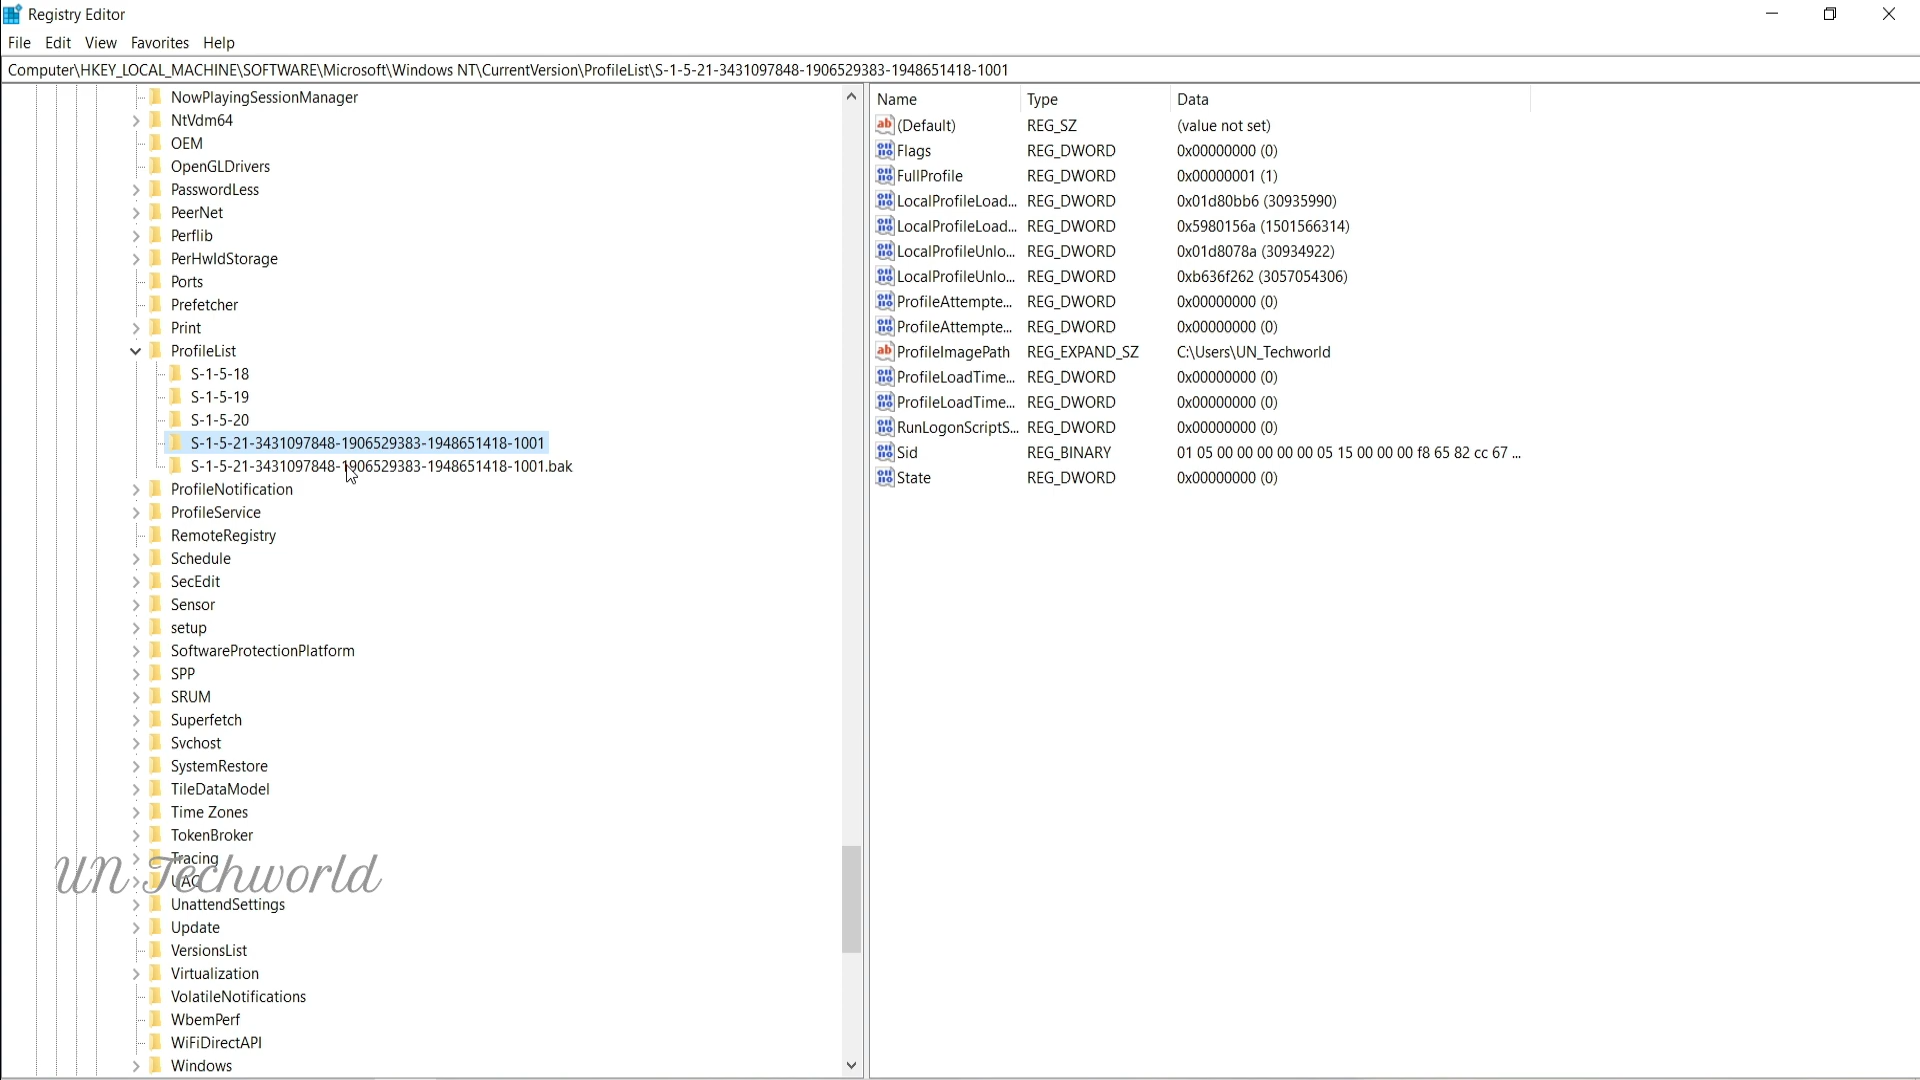 Registry Editor
File Edit View Favorites Help
Computer\HKEY_LOCAL_MACHINE\SOFTWARE\Microsoft\Windows NT\CurrentVersion\ProfileList\S-1-5-21-3431097848-1906529383-1948651418-1001
NowPlayingSessionManager
NtVdm64
OEM
OpenGLDrivers
PasswordLess
PeerNet
Perflib
PerHwIdStorage
Ports
Prefetcher
Print
ProfileList
S-1-5-18
S-1-5-19
S-1-5-20
S-1-5-21-3431097848-1906529383-1948651418-1001
S-1-5-21-3431097848-1906529383-1948651418-1001.bak
ProfileNotification
ProfileService
RemoteRegistry
Schedule
SecEdit
Sensor
setup
SoftwareProtectionPlatform
SPP
SRUM
Superfetch
Svchost
SystemRestore
TileDataModel
Time Zones
TokenBroker
Tracing
UAC
UN Techworld
UnattendSettings
Update
VersionsList
Virtualization
VolatileNotifications
WbemPerf
WiFiDirectAPI
Windows
Name Type Data
(Default) REG_SZ (value not set)
Flags REG_DWORD 0x00000000 (0)
FullProfile REG_DWORD 0x00000001 (1)
LocalProfileLoad... REG_DWORD 0x01d80bb6 (30935990)
LocalProfileLoad... REG_DWORD 0x5980156a (1501566314)
LocalProfileUnlo... REG_DWORD 0x01d8078a (30934922)
LocalProfileUnlo... REG_DWORD 0xb636f262 (3057054306)
ProfileAttempte... REG_DWORD 0x00000000 (0)
ProfileAttempte... REG_DWORD 0x00000000 (0)
ProfileImagePath REG_EXPAND_SZ C:\Users\UN_Techworld
ProfileLoadTime... REG_DWORD 0x00000000 (0)
ProfileLoadTime... REG_DWORD 0x00000000 (0)
RunLogonScriptS... REG_DWORD 0x00000000 (0)
Sid REG_BINARY 01 05 00 00 00 00 00 05 15 00 00 00 f8 65 82 cc 67 ...
State REG_DWORD 0x00000000 (0)